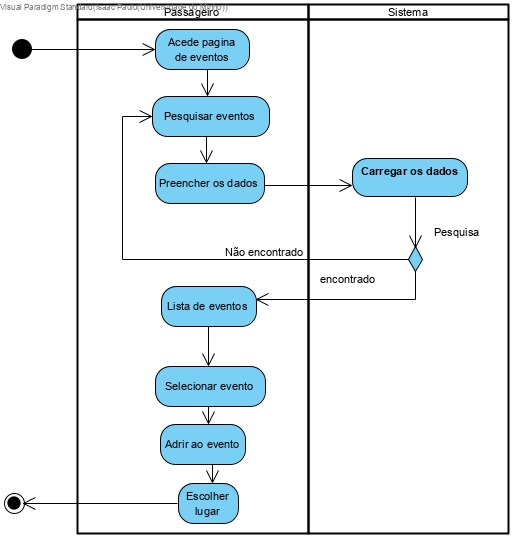 Visual Paradigm Standard(Isaac Paulo(Universidade do Minho))
Passageiro
Sistema
Acede pagina
de eventos
Pesquisar eventos
Preencher os dados
Carregar os dados
Pesquisa
Não encontrado
encontrado
Lista de eventos
Selecionar evento
Adrir ao evento
Escolher
lugar